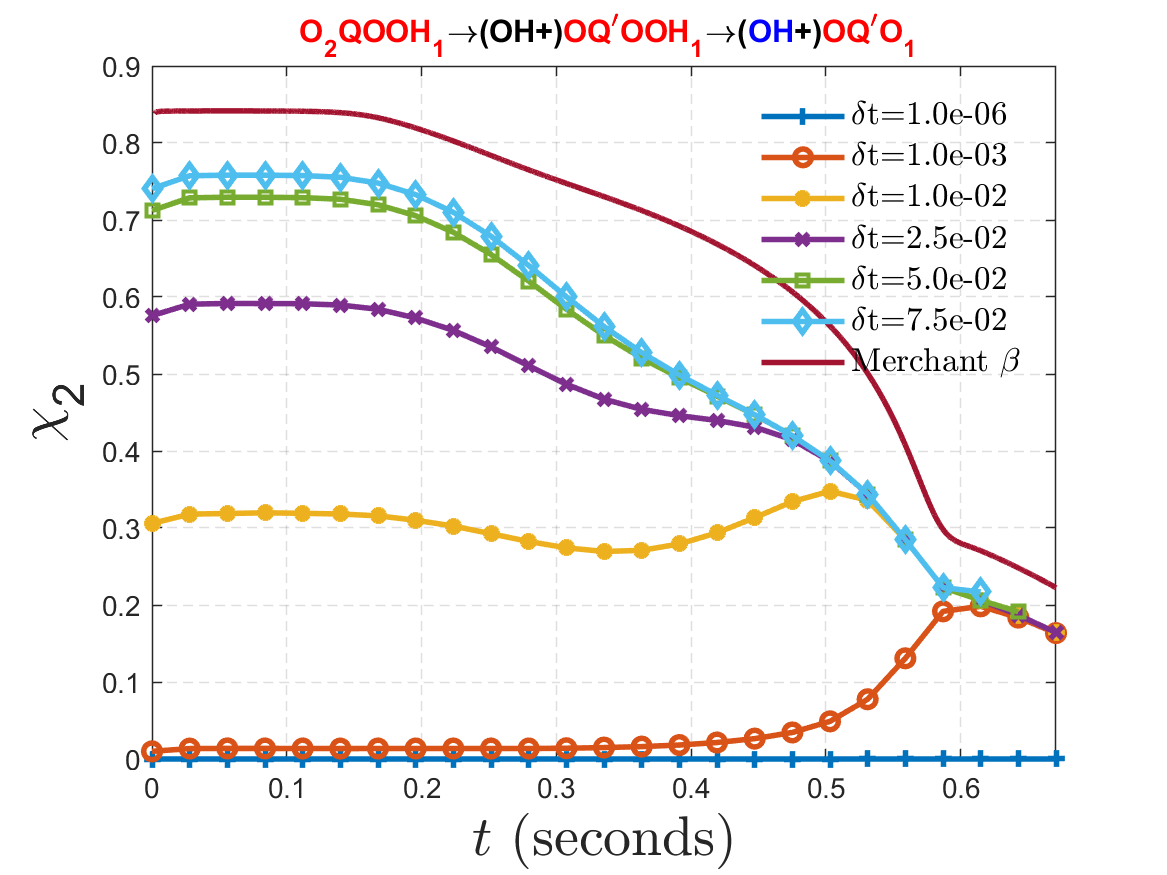 O₂QOOH₁→(OH+)OQ′OOH₁→(OH+)OQ′O₁
0.9
0.8
0.7
0.6
0.5
0.4
0.3
0.2
0.1
0
χ₂
δt=1.0e-06
δt=1.0e-03
δt=1.0e-02
δt=2.5e-02
δt=5.0e-02
δt=7.5e-02
Merchant β
0 0.1 0.2 0.3 0.4 0.5 0.6
t (seconds)